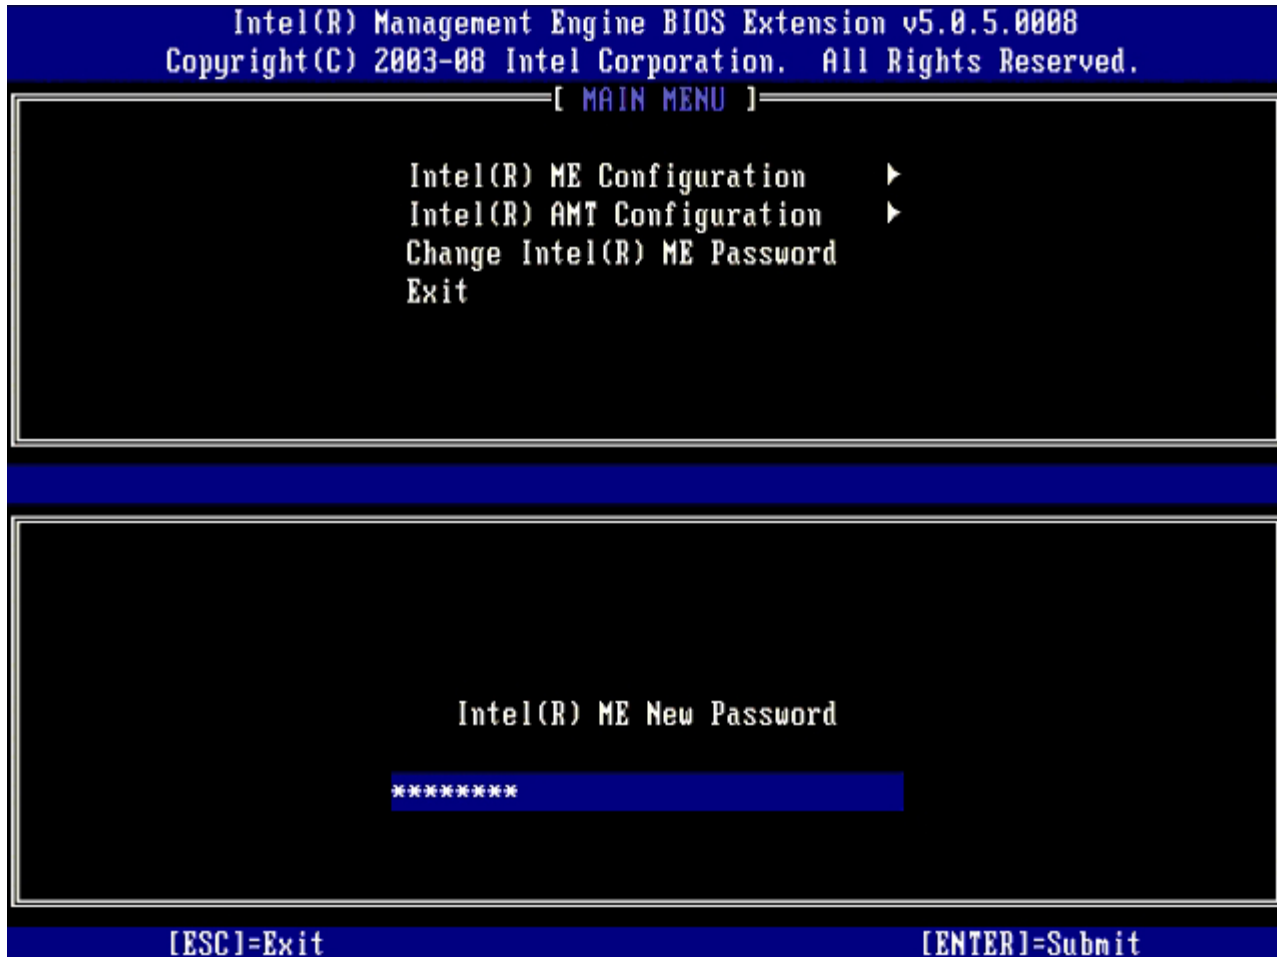 Intel(R) Management Engine BIOS Extension v5.0.5.0008
Copyright(C) 2003-08 Intel Corporation. All Rights Reserved.
[ MAIN MENU ]
Intel(R) ME Configuration ►
Intel(R) AMT Configuration ►
Change Intel(R) ME Password
Exit
Intel(R) ME New Password
********
[ESC]=Exit [ENTER]=Submit